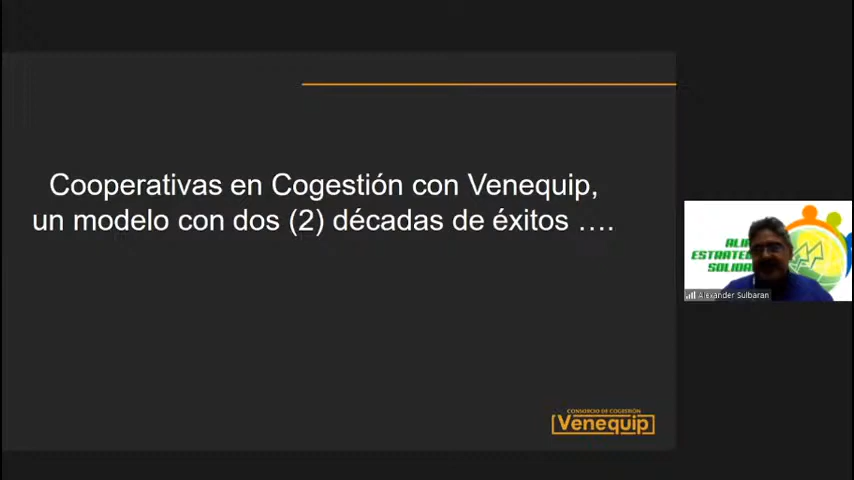 Cooperativas en Cogestión con Venequip,
un modelo con dos (2) décadas de éxitos ....
CONSORCIO DE COGESTIÓN
Venequip
Alexander Sulbaran